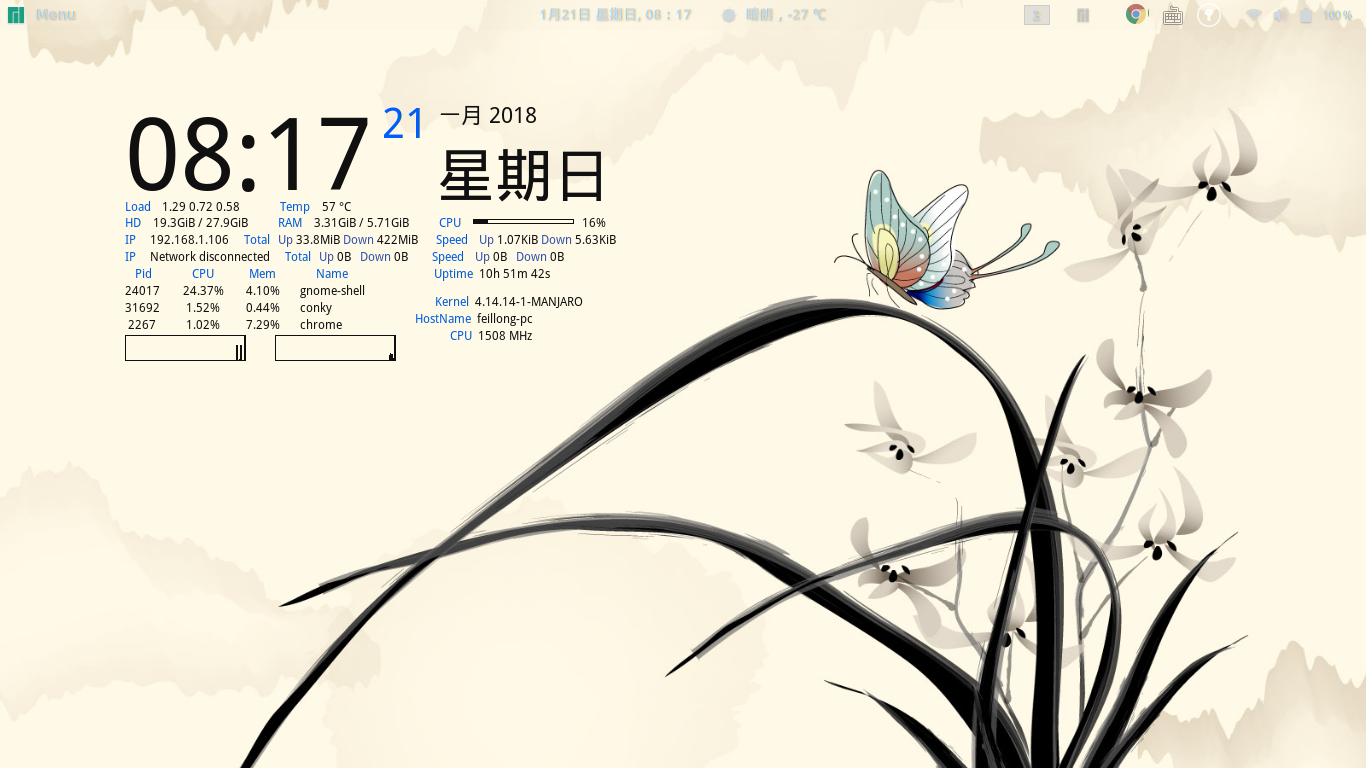 Menu 1月21日 星期日, 08 : 17 晴朗 , -27 ℃ 100 %
08:17 21 一月 2018
星期日
Load 1.29 0.72 0.58 Temp 57 °C
HD 19.3GiB / 27.9GiB RAM 3.31GiB / 5.71GiB CPU 16%
IP 192.168.1.106 Total Up 33.8MiB Down 422MiB Speed Up 1.07KiB Down 5.63KiB
IP Network disconnected Total Up 0B Down 0B Speed Up 0B Down 0B
Pid CPU Mem Name Uptime 10h 51m 42s
24017 24.37% 4.10% gnome-shell
31692 1.52% 0.44% conky Kernel 4.14.14-1-MANJARO
2267 1.02% 7.29% chrome HostName feillong-pc
CPU 1508 MHz